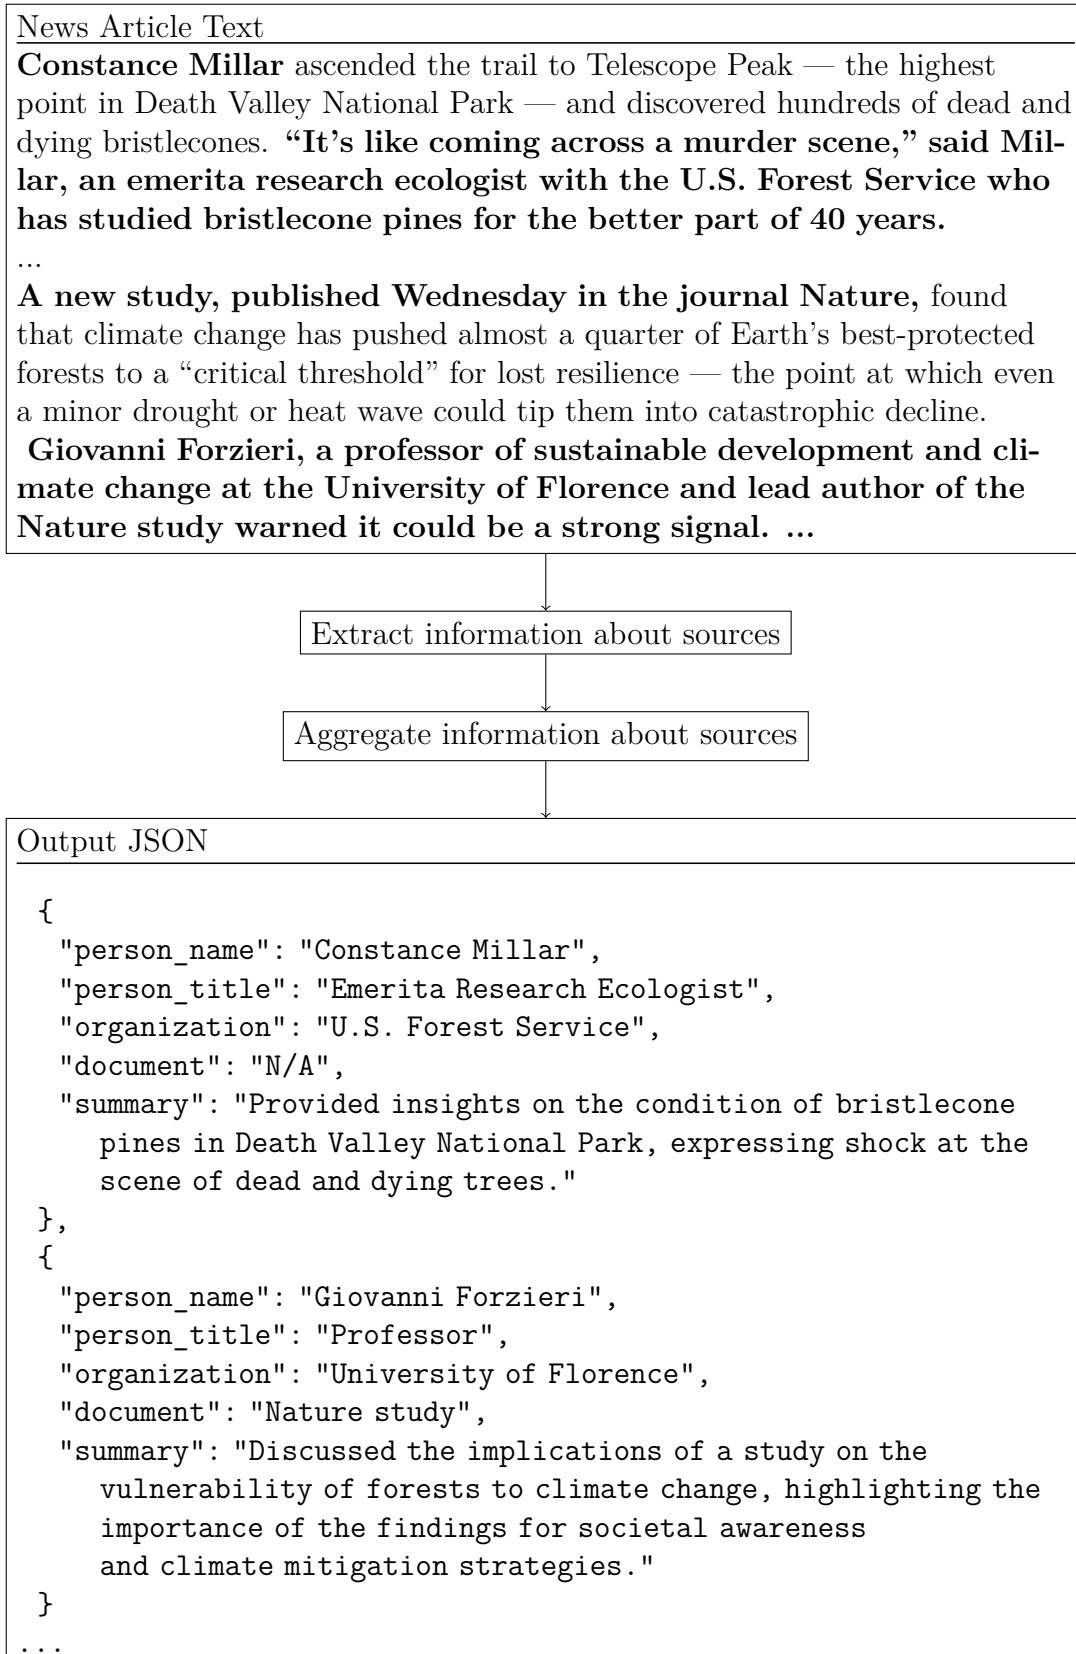 News Article Text
Constance Millar ascended the trail to Telescope Peak — the highest
point in Death Valley National Park — and discovered hundreds of dead and
dying bristlecones. “It’s like coming across a murder scene,” said Mil-
lar, an emerita research ecologist with the U.S. Forest Service who
has studied bristlecone pines for the better part of 40 years.
...
A new study, published Wednesday in the journal Nature, found
that climate change has pushed almost a quarter of Earth’s best-protected
forests to a “critical threshold” for lost resilience — the point at which even
a minor drought or heat wave could tip them into catastrophic decline.
Giovanni Forzieri, a professor of sustainable development and cli-
mate change at the University of Florence and lead author of the
Nature study warned it could be a strong signal. ...
Extract information about sources
Aggregate information about sources
Output JSON
{
"person_name": "Constance Millar",
"person_title": "Emerita Research Ecologist",
"organization": "U.S. Forest Service",
"document": "N/A",
"summary": "Provided insights on the condition of bristlecone
pines in Death Valley National Park, expressing shock at the
scene of dead and dying trees."
},
{
"person_name": "Giovanni Forzieri",
"person_title": "Professor",
"organization": "University of Florence",
"document": "Nature study",
"summary": "Discussed the implications of a study on the
vulnerability of forests to climate change, highlighting the
importance of the findings for societal awareness
and climate mitigation strategies."
}
...